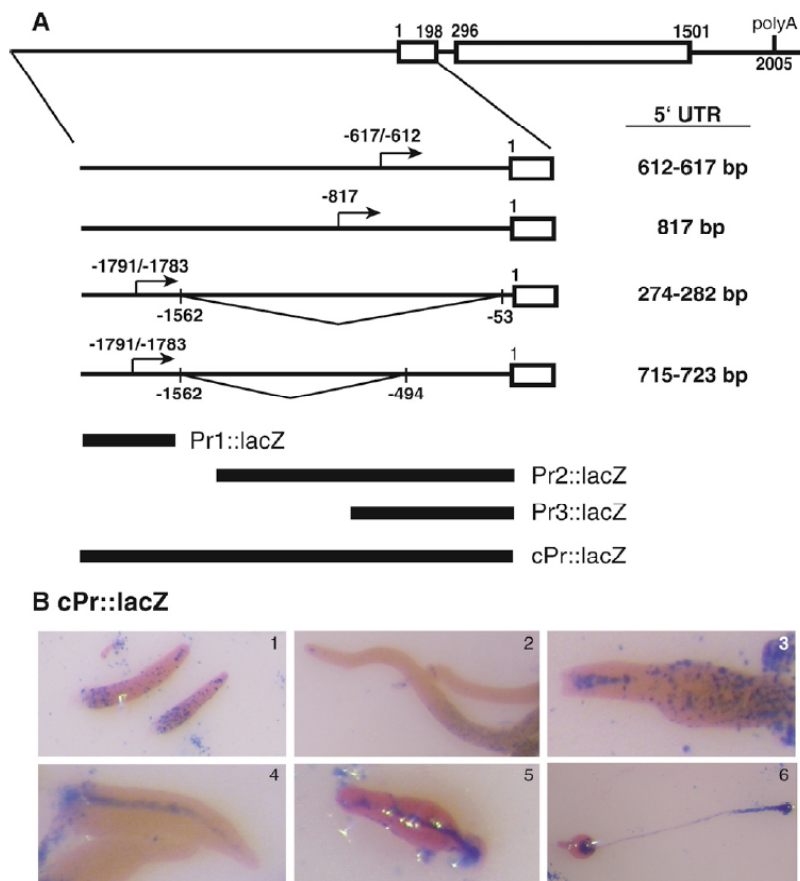 A
1 198 296 1501 polyA
2005
5' UTR
-617/-612 1
612-617 bp
-817 1
817 bp
-1791/-1783 1
274-282 bp
-1562 -53
-1791/-1783 1
715-723 bp
-1562 -494
Pr1::lacZ
Pr2::lacZ
Pr3::lacZ
cPr::lacZ
B cPr::lacZ
1 2 3
4 5 6